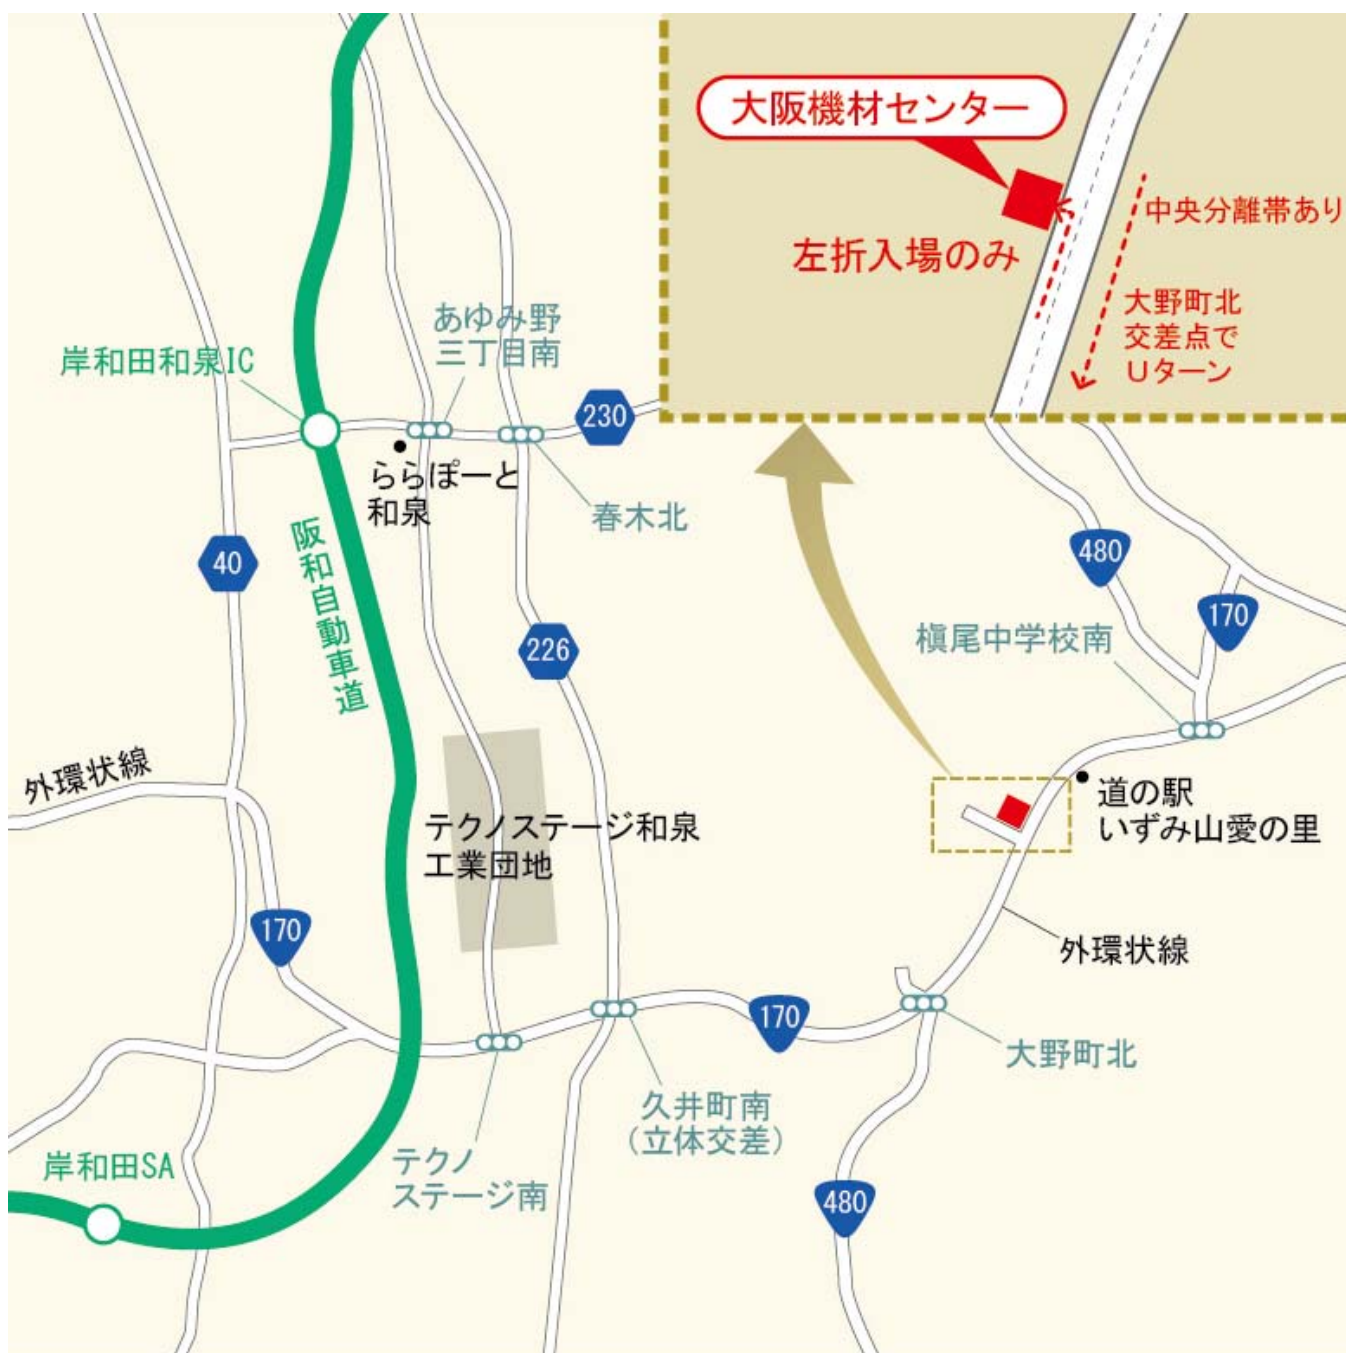 大阪機材センター
中央分離帯あり
左折入場のみ
大野町北
交差点で
Uターン
あゆみ野
三丁目南
岸和田和泉IC
230
ららぽーと
和泉
春木北
阪和自動車道
40
480
170
226
槇尾中学校南
外環状線
道の駅
いずみ山愛の里
テクノステージ和泉
工業団地
170
外環状線
170
大野町北
久井町南
(立体交差)
岸和田SA
テクノ
ステージ南
480